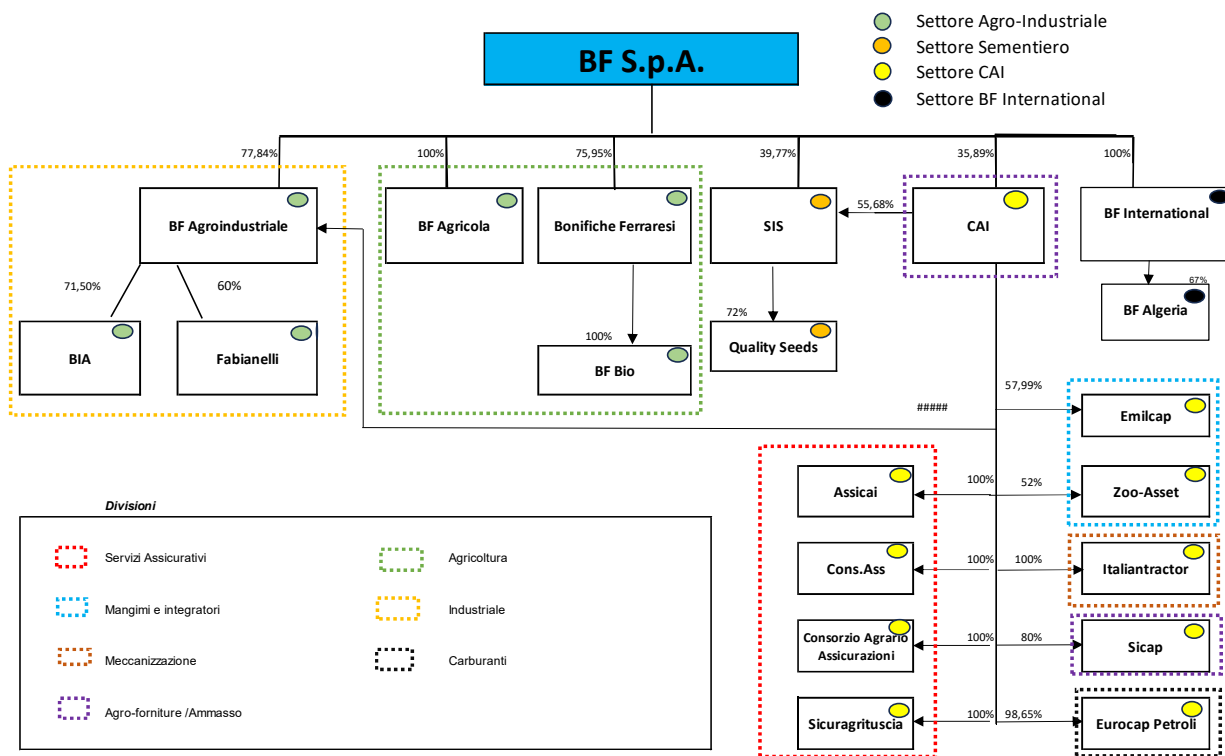 Settore Agro-Industriale
Settore Sementiero
Settore CAI
Settore BF International
BF S.p.A.
77,84%
100%
75,95%
39,77%
35,89%
100%
BF Agroindustriale
BF Agricola
Bonifiche Ferraresi
SIS
55,68%
CAI
BF International
71,50%
60%
67%
BF Algeria
BIA
Fabianelli
100%
BF Bio
72%
Quality Seeds
57,99%
#####
Emilcap
Assicai
100%
52%
Zoo-Asset
Cons.Ass
100%
100%
Italiantractor
Consorzio Agrario
Assicurazioni
100%
80%
Sicap
Sicuragrituscia
100%
98,65%
Eurocap Petroli
Divisioni
Servizi Assicurativi
Agricoltura
Mangimi e integratori
Industriale
Meccanizzazione
Carburanti
Agro-forniture /Ammasso